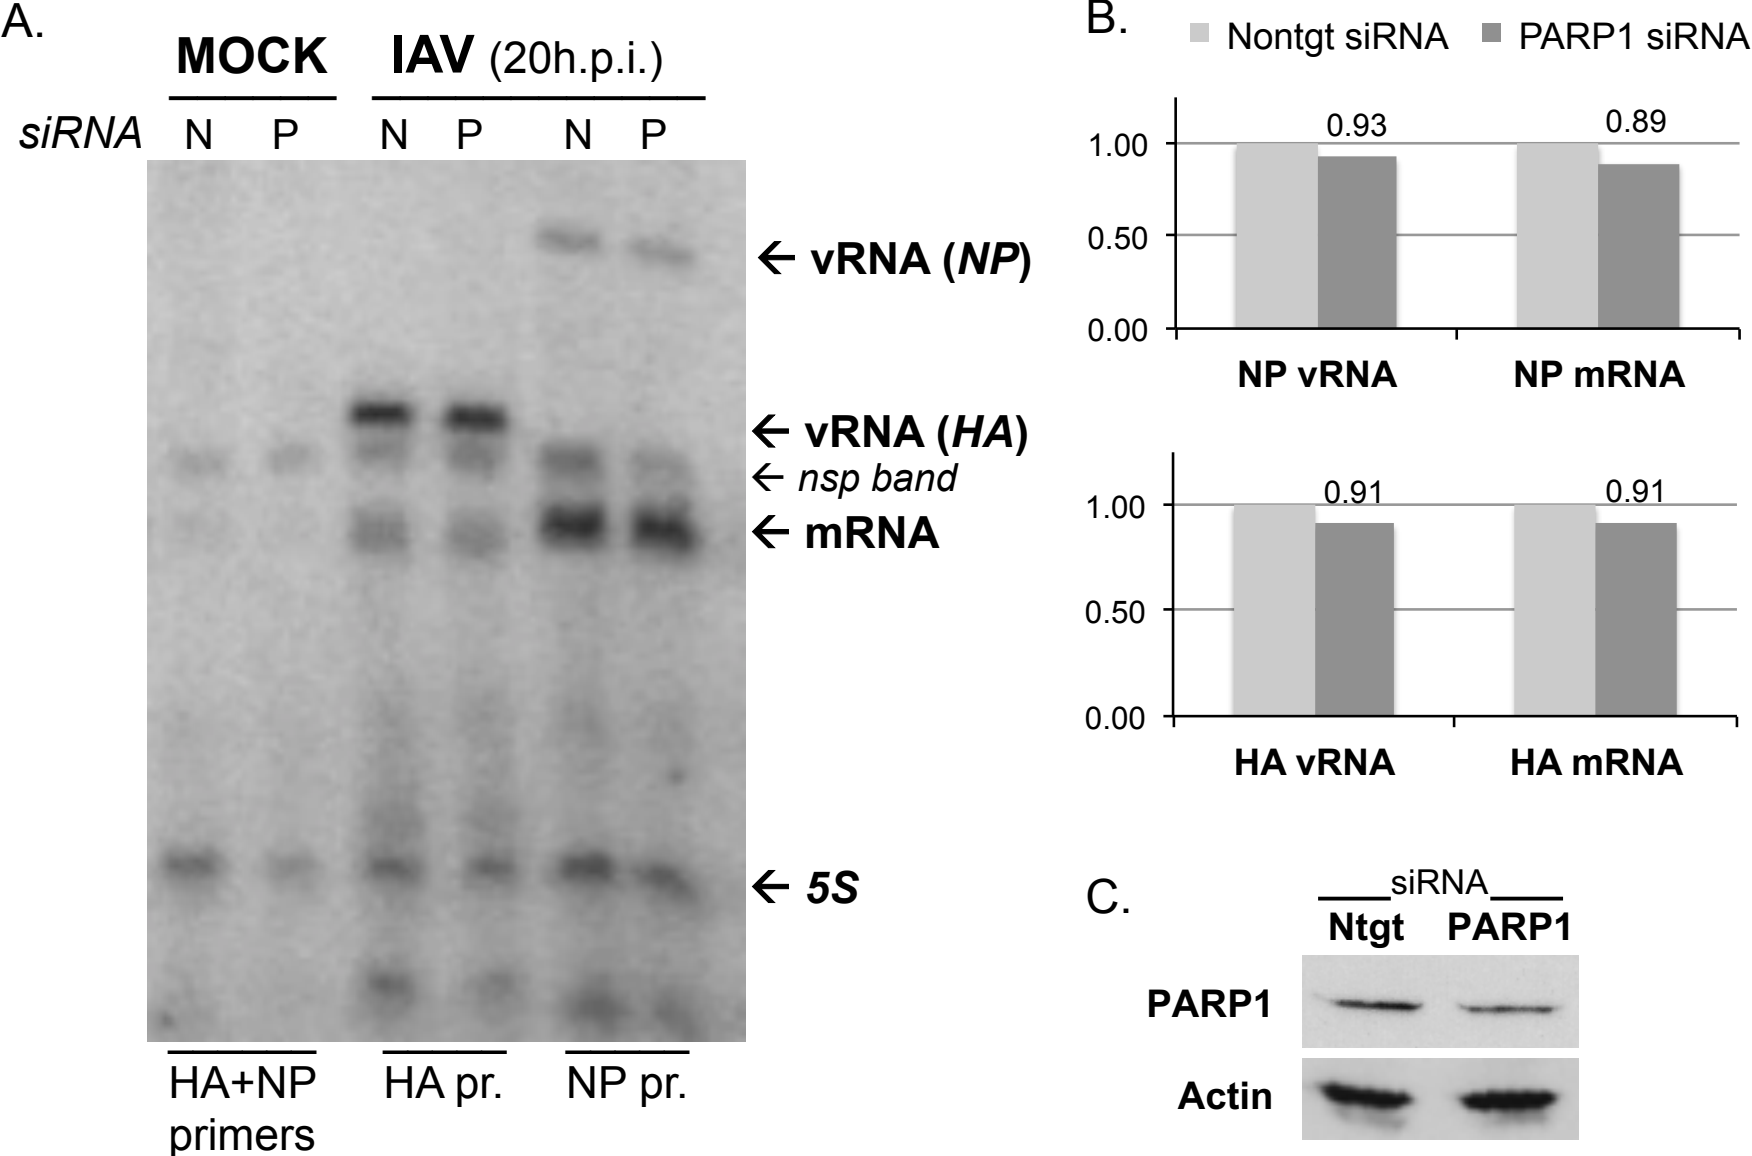 A.
MOCK IAV (20h.p.i.)
siRNA N P N P N P
← vRNA (NP)
← vRNA (HA)
← nsp band
← mRNA
← 5S
HA+NP primers
HA pr.
NP pr.
B.
Nontgt siRNA PARP1 siRNA
0.93 0.89
1.00
0.50
0.00
NP vRNA NP mRNA
0.91 0.91
1.00
0.50
0.00
HA vRNA HA mRNA
C.
siRNA
Ntgt PARP1
PARP1
Actin